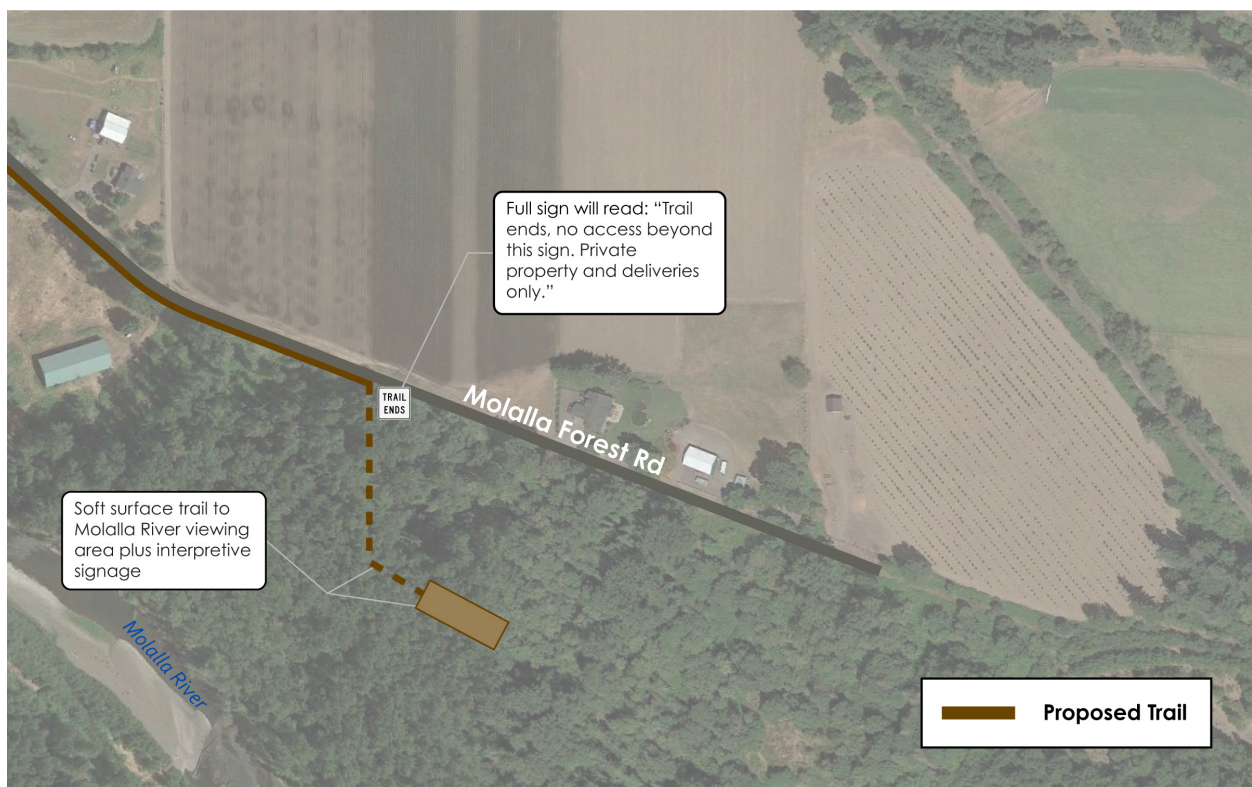 Full sign will read: “Trail
ends, no access beyond
this sign. Private
property and deliveries
only.”
TRAIL
ENDS
Molalla Forest Rd
Soft surface trail to
Molalla River viewing
area plus interpretive
signage
Molalla River
Proposed Trail